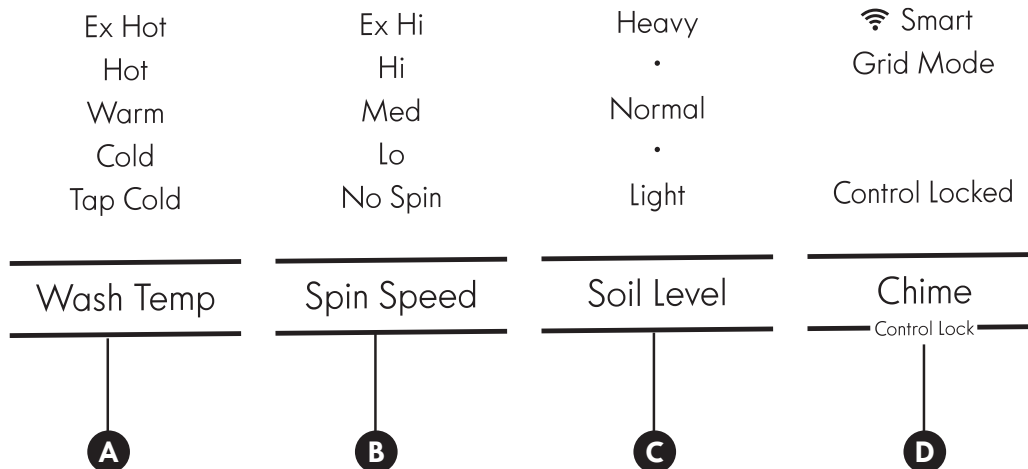 Ex Hot
Hot
Warm
Cold
Tap Cold
Wash Temp
A
Ex Hi
Hi
Med
Lo
No Spin
Spin Speed
B
Heavy
•
Normal
•
Light
Soil Level
C
Smart
Grid Mode
Control Locked
Chime
Control Lock
D